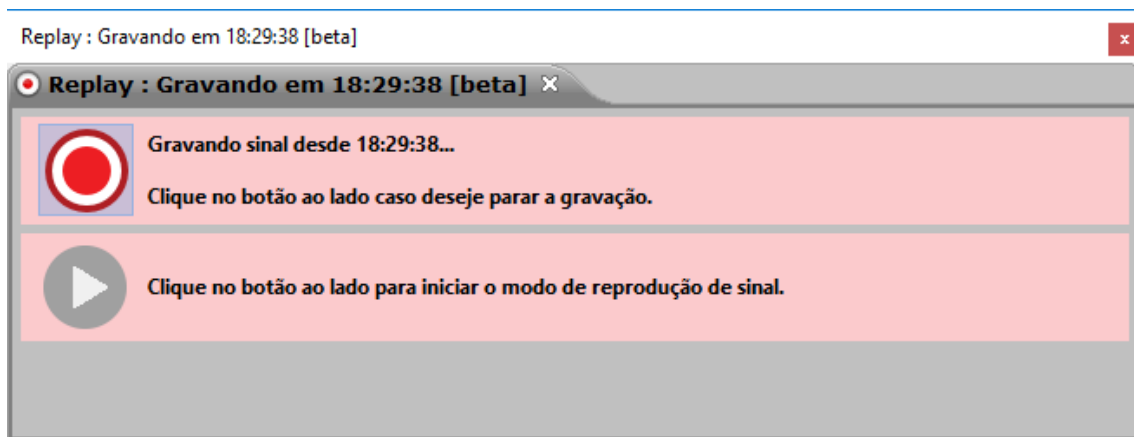 Replay : Gravando em 18:29:38 [beta]
x
Replay : Gravando em 18:29:38 [beta] ×
Gravando sinal desde 18:29:38...
Clique no botão ao lado caso deseje parar a gravação.
Clique no botão ao lado para iniciar o modo de reprodução de sinal.